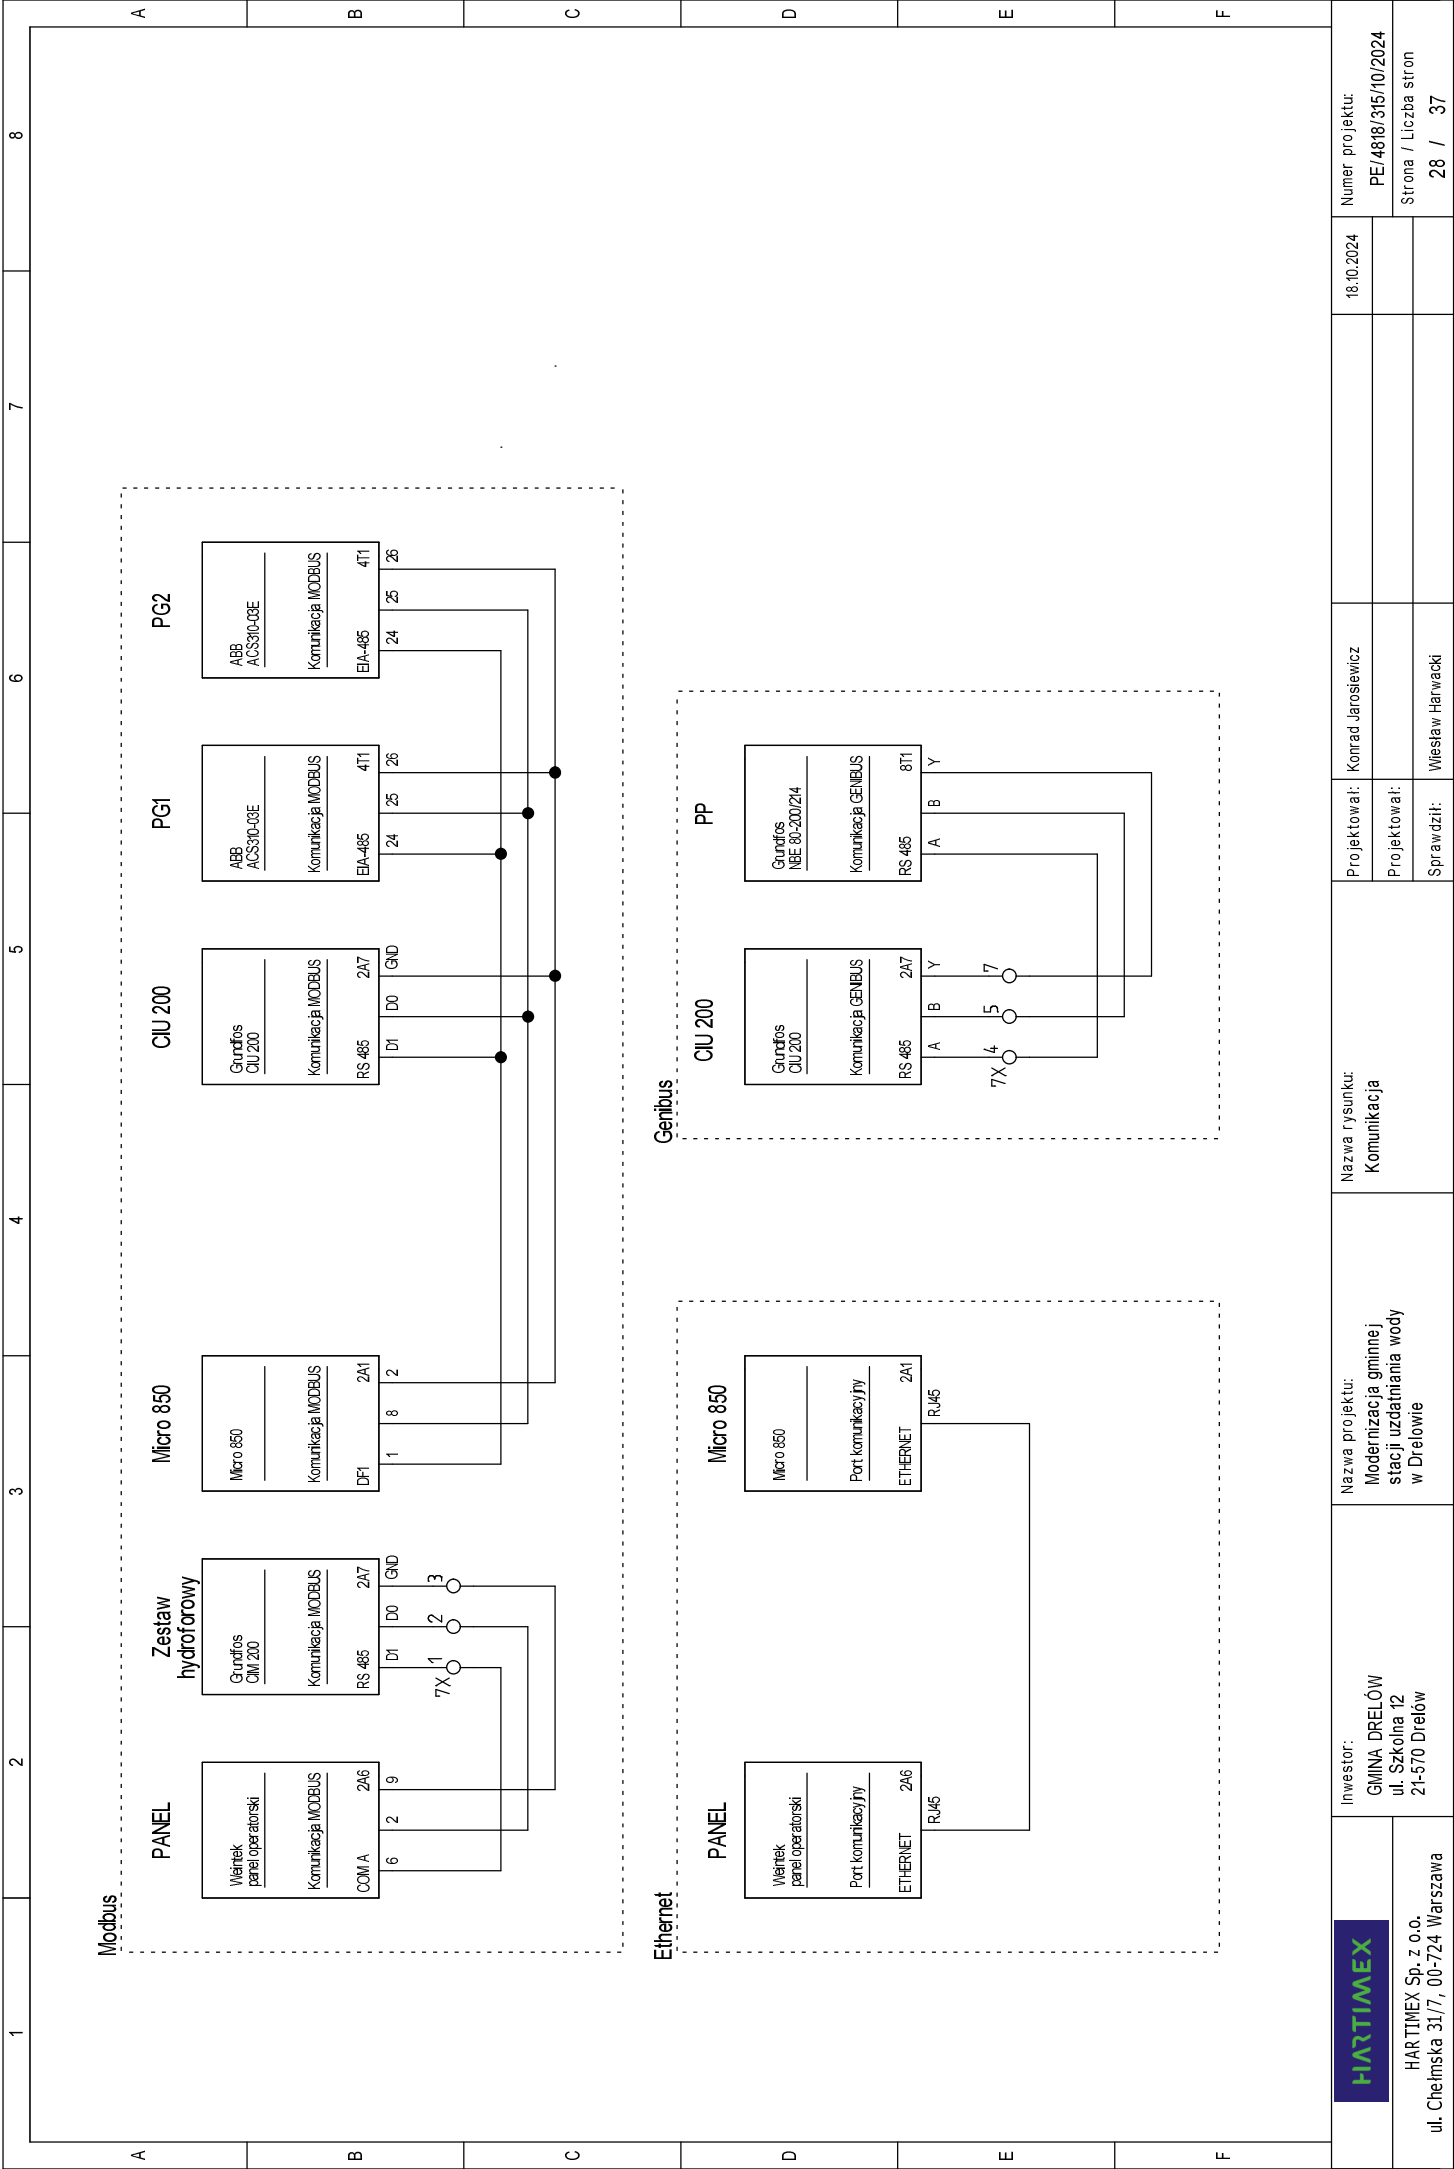 1 2 3 4 5 6 7 8
A A
B B
C C
D D
E E
F F
Modbus
PANEL
Weintek
panel operatorski
Komunikacja MODBUS
COM A 2A6
6 2 9
Zestaw
hydroforowy
Grundfos
CIM 200
Komunikacja MODBUS
RS 485 2A7
D1 D0 GND
7X 1 2 3
Micro 850
Micro 850
Komunikacja MODBUS
DF1 2A1
1 8 2
CIU 200
Grundfos
CIU 200
Komunikacja MODBUS
RS 485 2A7
D1 D0 GND
PG1
ABB
ACS310-03E
Komunikacja MODBUS
EIA-485 4T1
24 25 26
PG2
ABB
ACS310-03E
Komunikacja MODBUS
EIA-485 4T1
24 25 26
Ethernet
PANEL
Weintek
panel operatorski
Port komunikacyjny
ETHERNET 2A6
RJ45
Micro 850
Micro 850
Port komunikacyjny
ETHERNET 2A1
RJ45
Genibus
CIU 200
Grundfos
CIU 200
Komunikacja GENIBUS
RS 485 2A7
A B Y
7X 4 5 7
PP
Grundfos
NBE 80-200/214
Komunikacja GENIBUS
RS 485 8T1
A B Y
HARTIMEX
HARTIMEX Sp. z o.o.
ul. Chełmska 31/7, 00-724 Warszawa
Inwestor:
GMINA DRELÓW
ul. Szkolna 12
21-570 Drelów
Nazwa projektu:
Modernizacja gminnej
stacji uzdatniania wody
w Drelowie
Nazwa rysunku:
Komunikacja
Projektował: Konrad Jarosiewicz 18.10.2024
Projektował:
Sprawdził: Wiesław Harwacki
Numer projektu:
PE/4818/315/10/2024
Strona / Liczba stron
28 / 37